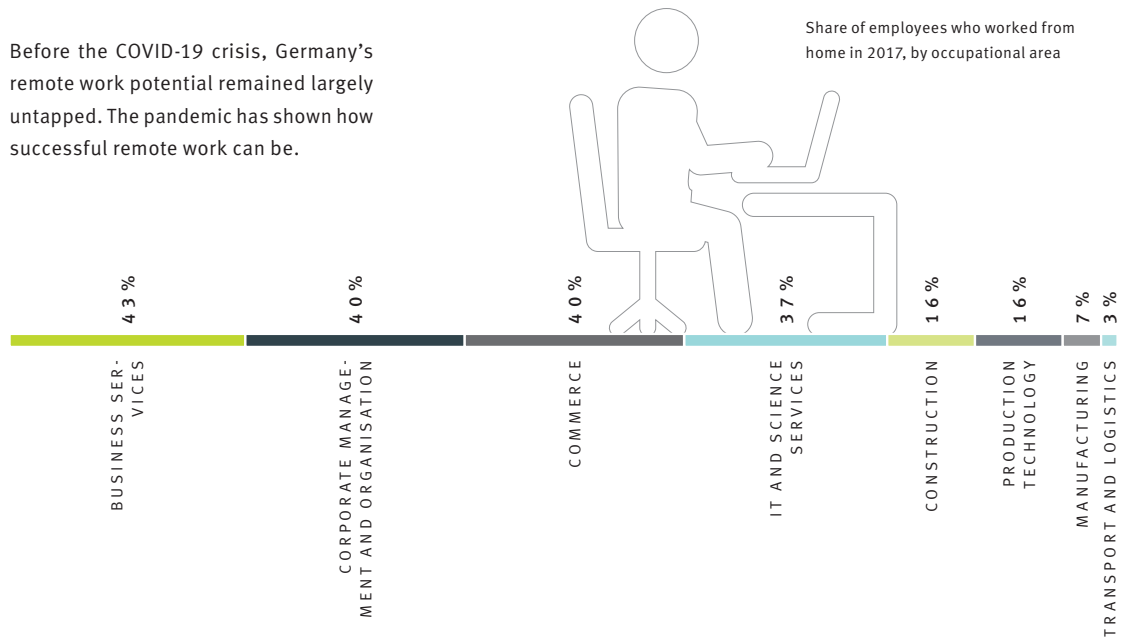 Before the COVID-19 crisis, Germany's
remote work potential remained largely
untapped. The pandemic has shown how
successful remote work can be.
Share of employees who worked from
home in 2017, by occupational area
43%
40%
40%
37%
16%
16%
7%
3%
BUSINESS SER-
VICES
CORPORATE MANAGE-
MENT AND ORGANISATION
COMMERCE
IT AND SCIENCE
SERVICES
CONSTRUCTION
PRODUCTION
TECHNOLOGY
MANUFACTURING
TRANSPORT AND LOGISTICS